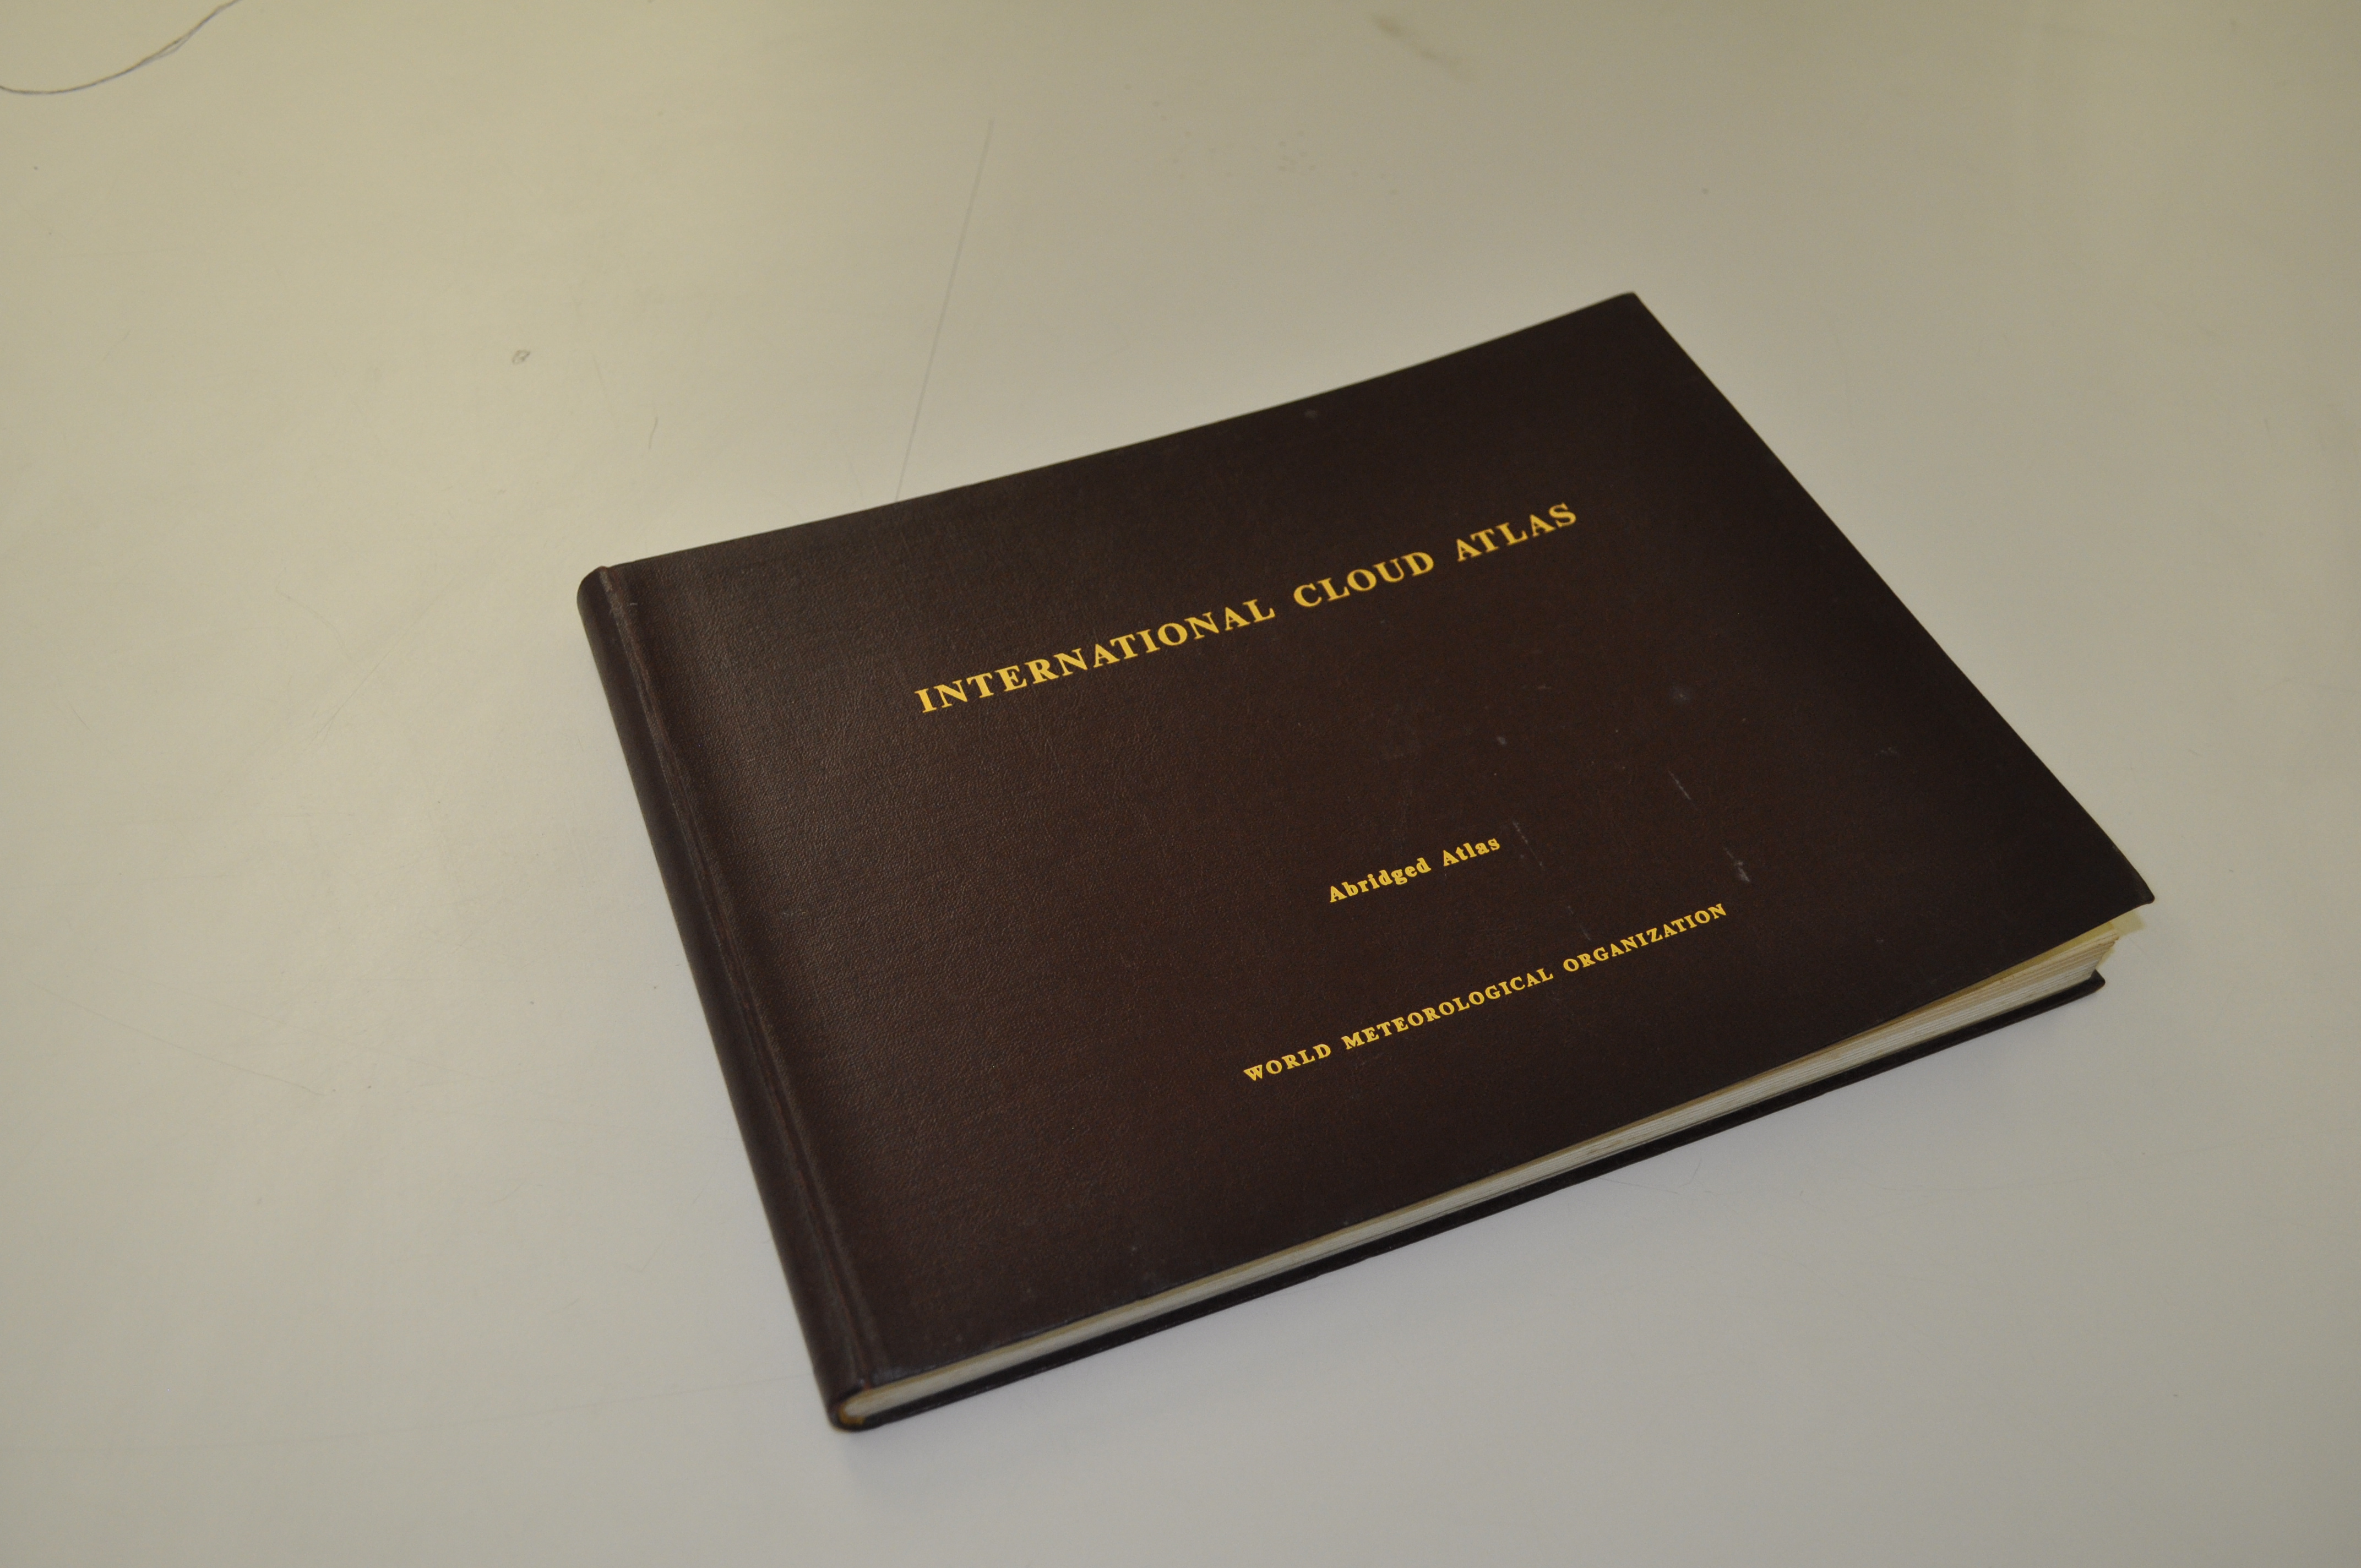 INTERNATIONAL CLOUD ATLAS
Abridged Atlas
WORLD METEOROLOGICAL ORGANIZATION